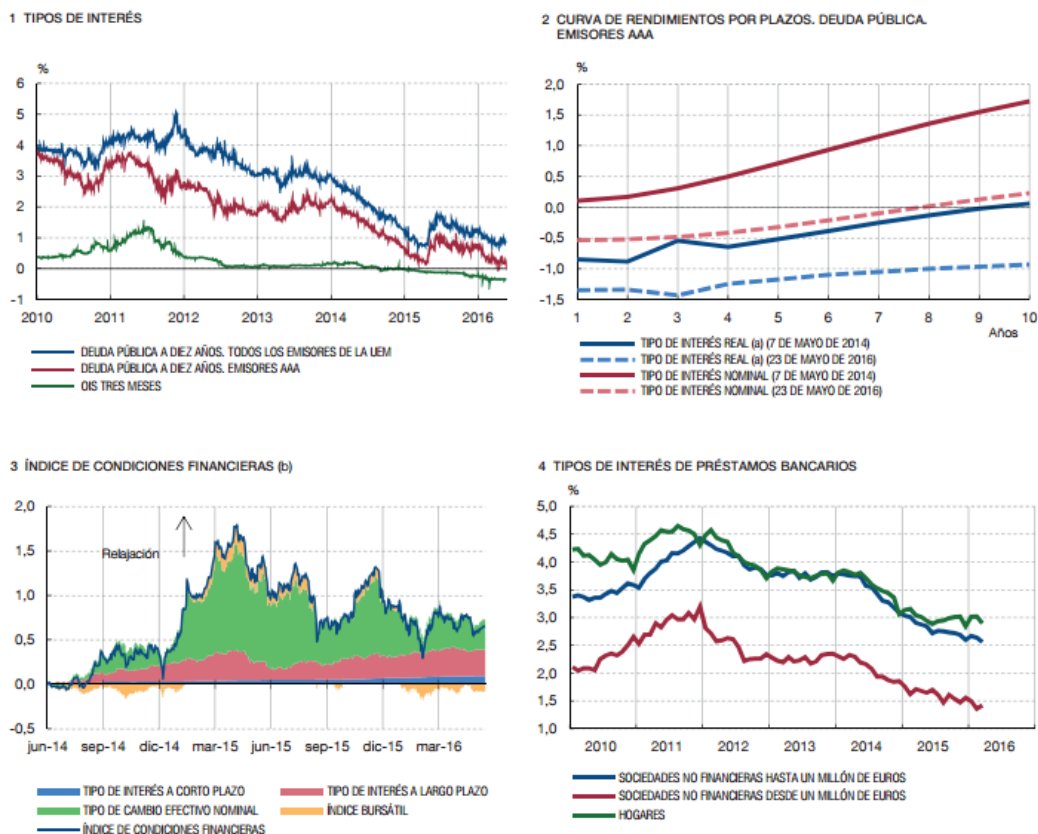 1 TIPOS DE INTERÉS
%
6
5
4
3
2
1
0
-1
2010 2011 2012 2013 2014 2015 2016
DEUDA PÚBLICA A DIEZ AÑOS. TODOS LOS EMISORES DE LA UEM
DEUDA PÚBLICA A DIEZ AÑOS. EMISORES AAA
OIS TRES MESES
2 CURVA DE RENDIMIENTOS POR PLAZOS. DEUDA PÚBLICA.
EMISORES AAA
%
2,0
1,5
1,0
0,5
0,0
-0,5
-1,0
-1,5
1 2 3 4 5 6 7 8 9 10
Años
TIPO DE INTERÉS REAL (a) (7 DE MAYO DE 2014)
TIPO DE INTERÉS REAL (a) (23 DE MAYO DE 2016)
TIPO DE INTERÉS NOMINAL (7 DE MAYO DE 2014)
TIPO DE INTERÉS NOMINAL (23 DE MAYO DE 2016)
3 ÍNDICE DE CONDICIONES FINANCIERAS (b)
2,0
1,5
1,0
0,5
0,0
-0,5
Relajación
jun-14 sep-14 dic-14 mar-15 jun-15 sep-15 dic-15 mar-16
TIPO DE INTERÉS A CORTO PLAZO TIPO DE INTERÉS A LARGO PLAZO
TIPO DE CAMBIO EFECTIVO NOMINAL ÍNDICE BURSÁTIL
ÍNDICE DE CONDICIONES FINANCIERAS
4 TIPOS DE INTERÉS DE PRÉSTAMOS BANCARIOS
%
5,0
4,5
4,0
3,5
3,0
2,5
2,0
1,5
1,0
2010 2011 2012 2013 2014 2015 2016
SOCIEDADES NO FINANCIERAS HASTA UN MILLÓN DE EUROS
SOCIEDADES NO FINANCIERAS DESDE UN MILLÓN DE EUROS
HOGARES